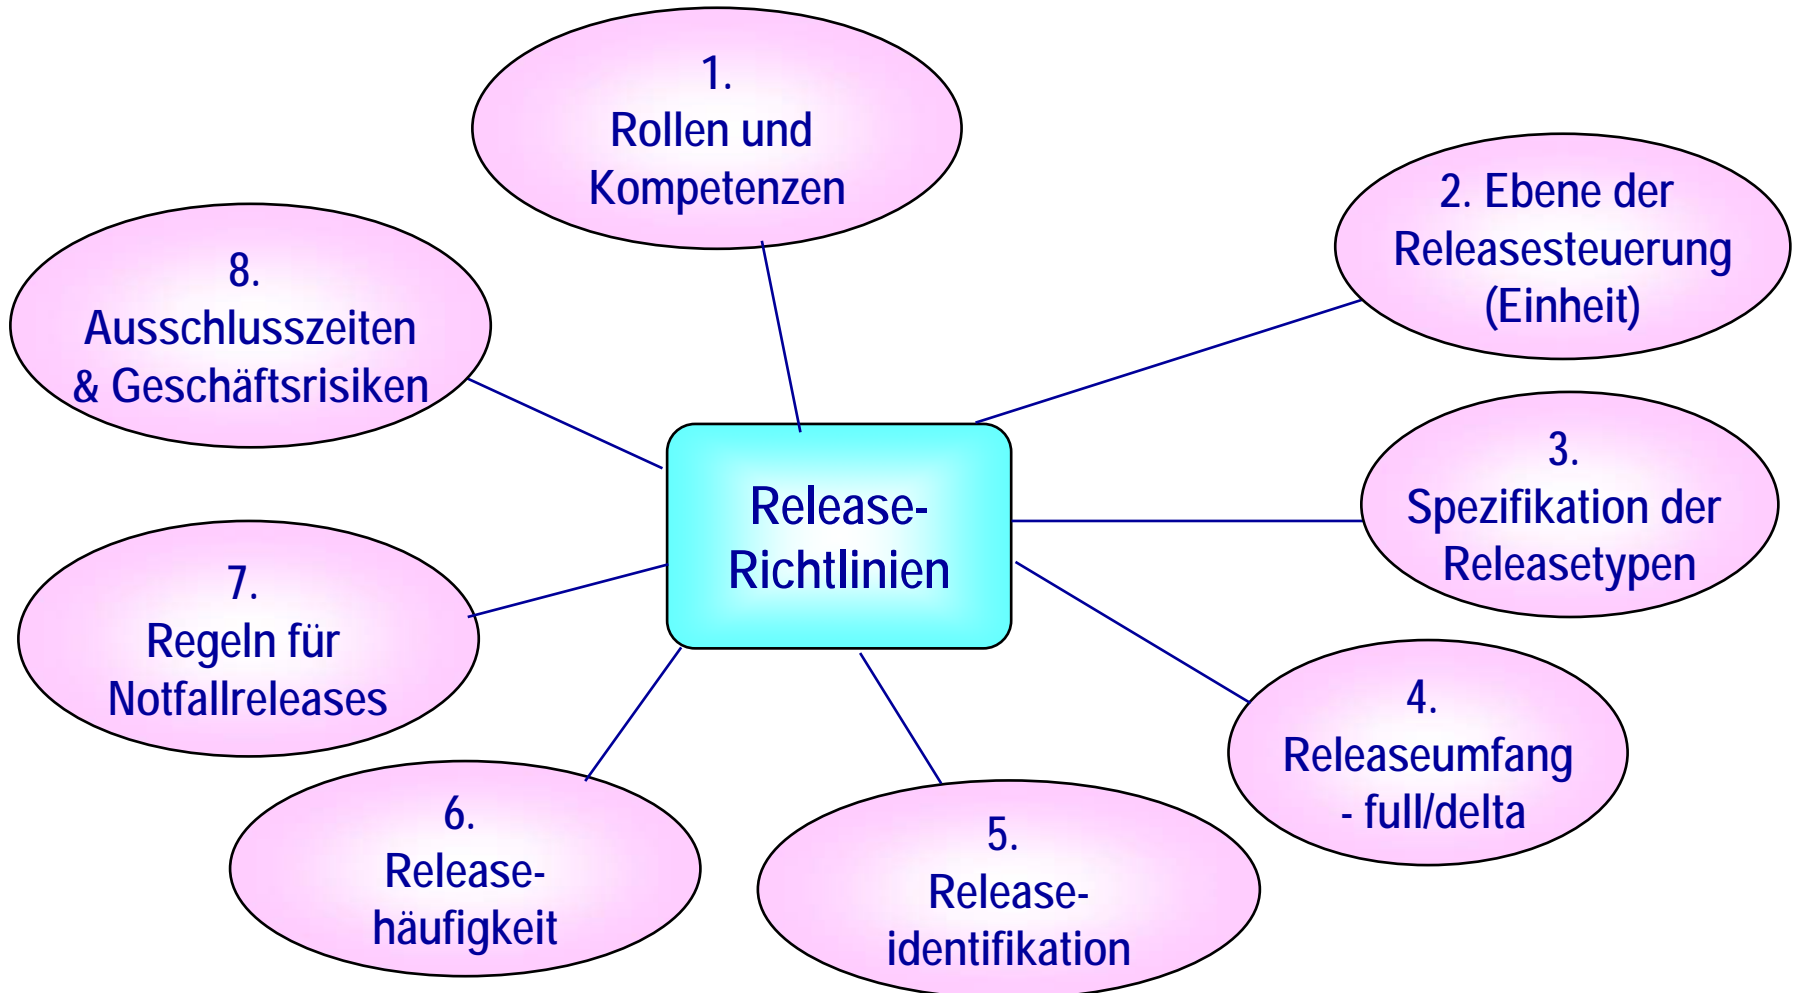 1.
Rollen und
Kompetenzen
2. Ebene der
Releasesteuerung
(Einheit)
3.
Spezifikation der
Releasetypen
4.
Releaseumfang
- full/delta
5.
Release-
identifikation
6.
Release-
häufigkeit
7.
Regeln für
Notfallreleases
8.
Ausschlusszeiten
& Geschäftsrisiken
Release-
Richtlinien